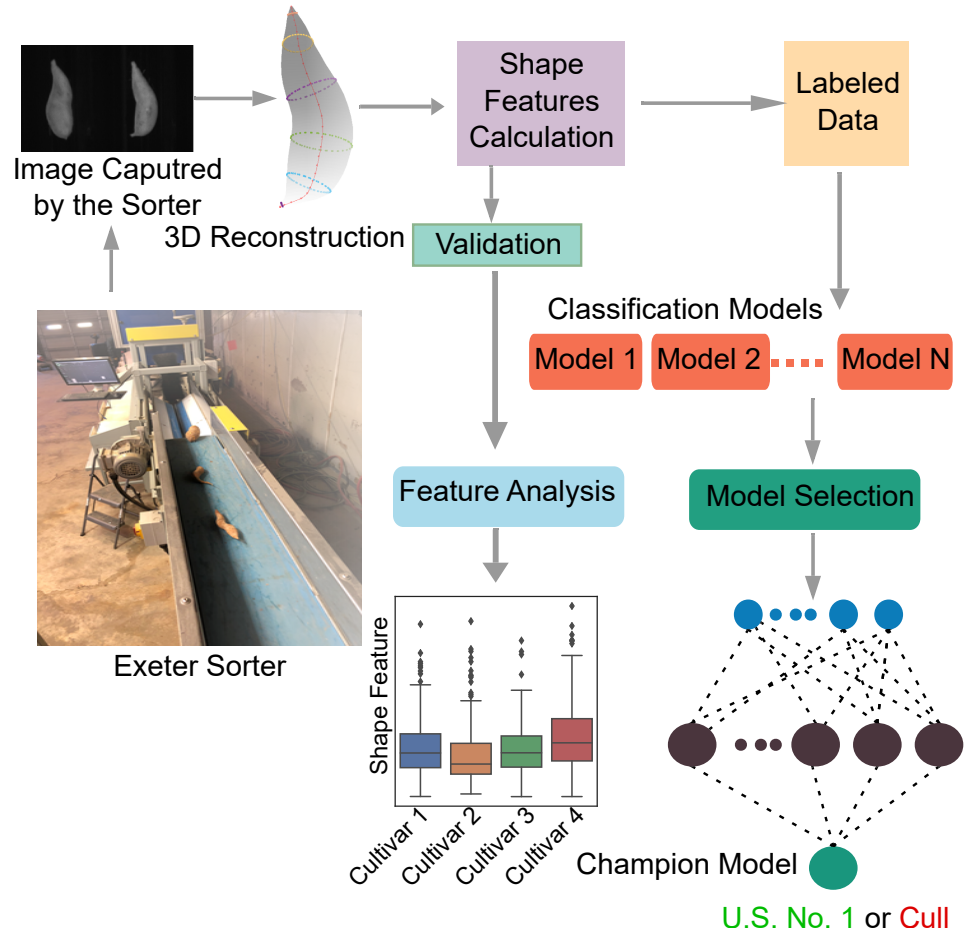 Image Caputred
by the Sorter
3D Reconstruction
Shape
Features
Calculation
Labeled
Data
Validation
Classification Models
Model 1
Model 2
Model N
Exeter Sorter
Feature Analysis
Model Selection
Shape Feature
Cultivar 1
Cultivar 2
Cultivar 3
Cultivar 4
Champion Model
U.S. No. 1 or Cull